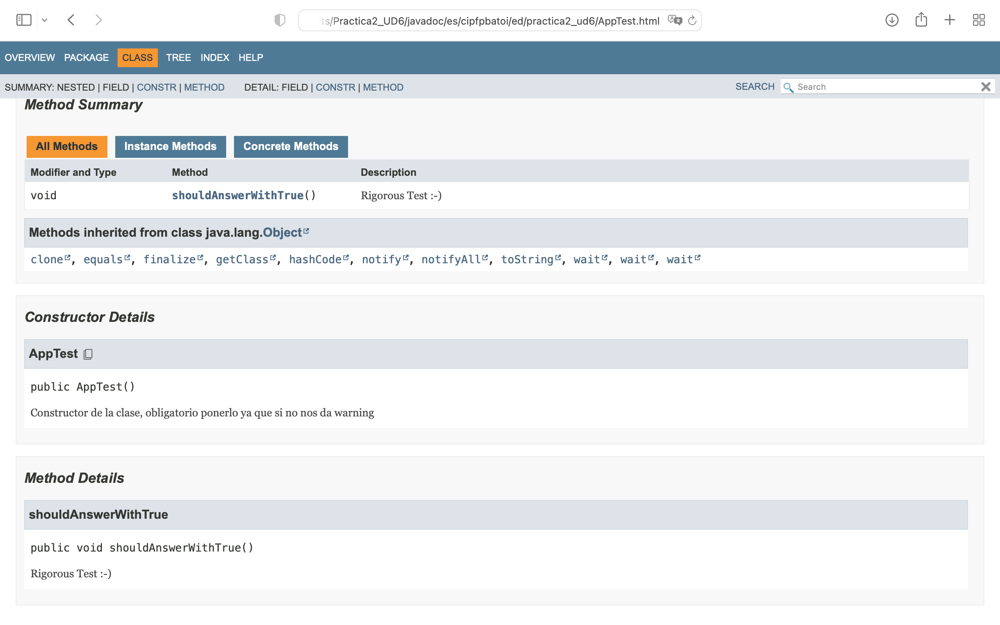 ts/Practica2_UD6/javadoc/es/cipfpbatoi/ed/practica2_ud6/AppTest.html
OVERVIEW PACKAGE CLASS TREE INDEX HELP
SUMMARY: NESTED | FIELD | CONSTR | METHOD DETAIL: FIELD | CONSTR | METHOD SEARCH Search
Method Summary
All Methods Instance Methods Concrete Methods
Modifier and Type Method Description
void shouldAnswerWithTrue() Rigorous Test :-)
Methods inherited from class java.lang.Object
clone, equals, finalize, getClass, hashCode, notify, notifyAll, toString, wait, wait, wait
Constructor Details
AppTest
public AppTest()
Constructor de la clase, obligatorio ponerlo ya que si no nos da warning
Method Details
shouldAnswerWithTrue
public void shouldAnswerWithTrue()
Rigorous Test :-)